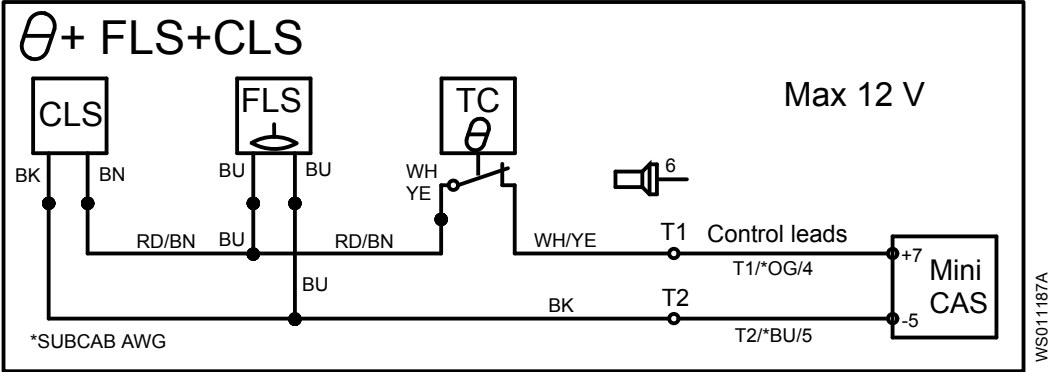 θ+ FLS+CLS
CLS
FLS
TC
θ
Max 12 V
BK
BN
BU
BU
WH
YE
6
RD/BN
BU
RD/BN
WH/YE
T1
Control leads
T1/*OG/4
+7
Mini
CAS
BU
BK
T2
T2/*BU/5
-5
*SUBCAB AWG
WS011187A